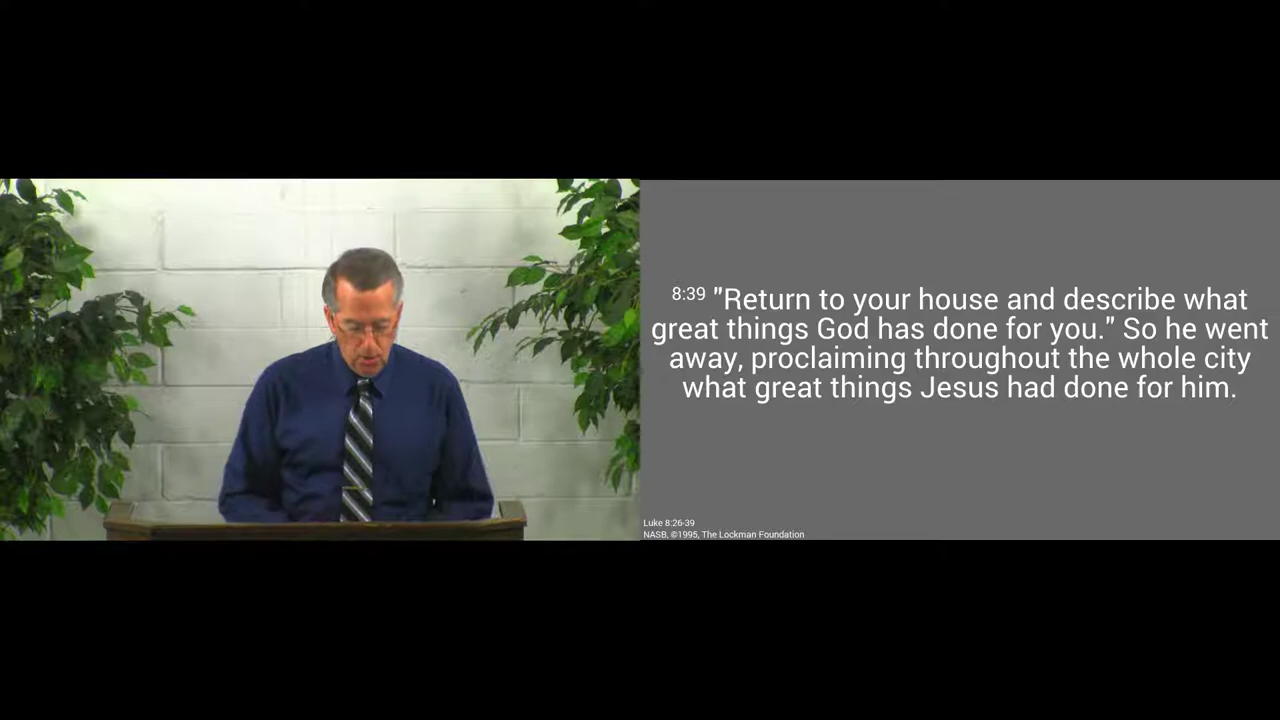 8:39 "Return to your house and describe what
great things God has done for you." So he went
away, proclaiming throughout the whole city
what great things Jesus had done for him.
Luke 8:26-39
NASB, ©1995, The Lockman Foundation